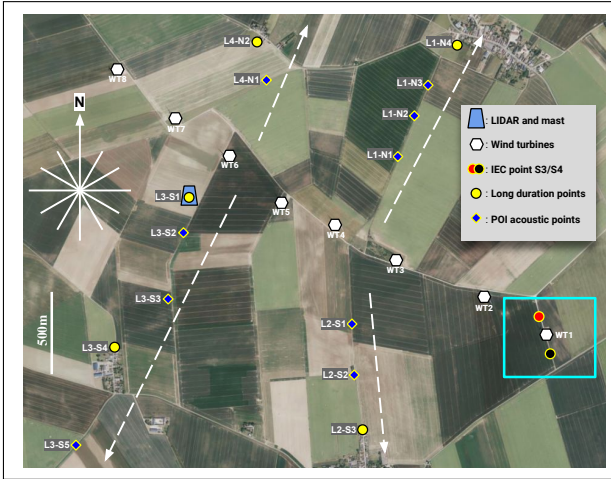 L4-N2
L1-N4
WT8
L4-N1
L1-N3
N
WT7
L1-N2
: LIDAR and mast
: Wind turbines
: IEC point S3/S4
: Long duration points
: POI acoustic points
WT6
L1-N1
L3-S1
WT5
L3-S2
WT4
WT3
L3-S3
WT2
500m
L2-S1
WT1
L3-S4
L2-S2
L2-S3
L3-S5